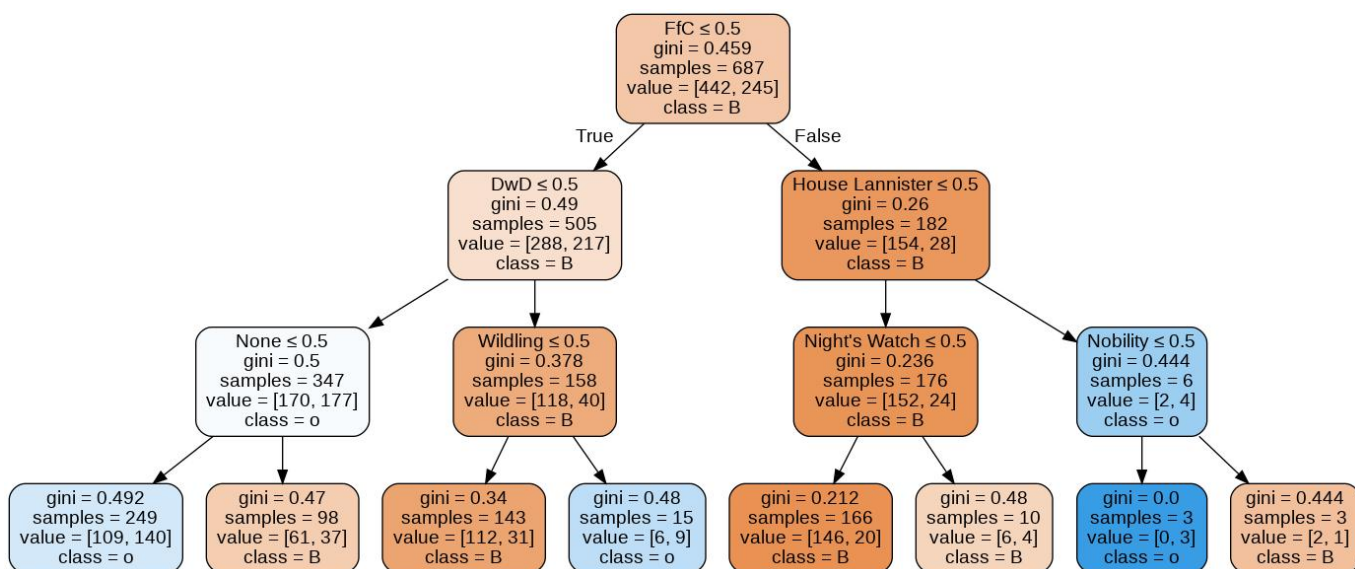 FfC ≤ 0.5
gini = 0.459
samples = 687
value = [442, 245]
class = B
True
False
DwD ≤ 0.5
gini = 0.49
samples = 505
value = [288, 217]
class = B
House Lannister ≤ 0.5
gini = 0.26
samples = 182
value = [154, 28]
class = B
None ≤ 0.5
gini = 0.5
samples = 347
value = [170, 177]
class = o
Wildling ≤ 0.5
gini = 0.378
samples = 158
value = [118, 40]
class = B
Night's Watch ≤ 0.5
gini = 0.236
samples = 176
value = [152, 24]
class = B
Nobility ≤ 0.5
gini = 0.444
samples = 6
value = [2, 4]
class = o
gini = 0.492
samples = 249
value = [109, 140]
class = o
gini = 0.47
samples = 98
value = [61, 37]
class = B
gini = 0.34
samples = 143
value = [112, 31]
class = B
gini = 0.48
samples = 15
value = [6, 9]
class = o
gini = 0.212
samples = 166
value = [146, 20]
class = B
gini = 0.48
samples = 10
value = [6, 4]
class = B
gini = 0.0
samples = 3
value = [0, 3]
class = o
gini = 0.444
samples = 3
value = [2, 1]
class = B